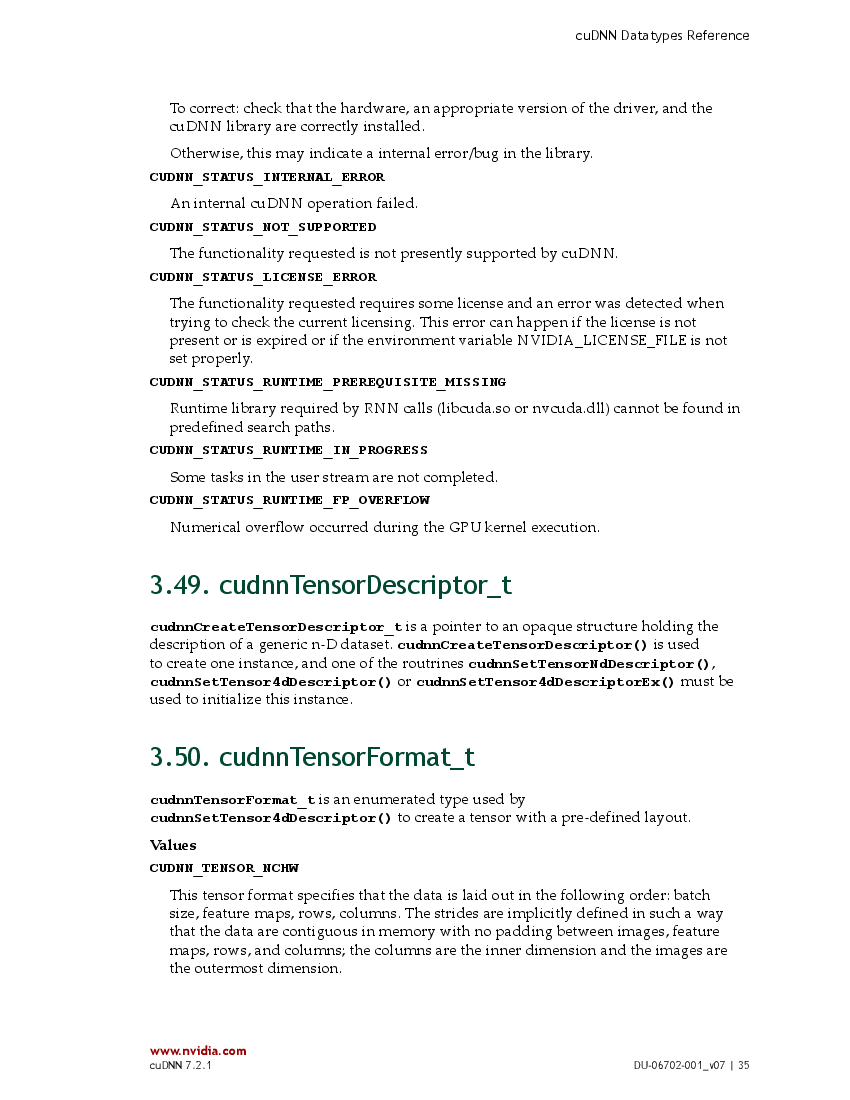 cuDNN Datatypes Reference
To correct: check that the hardware, an appropriate version of the driver, and the
cuDNN library are correctly installed.
Otherwise, this may indicate a internal error/bug in the library.
CUDNN_STATUS_INTERNAL_ERROR
An internal cuDNN operation failed.
CUDNN_STATUS_NOT_SUPPORTED
The functionality requested is not presently supported by cuDNN.
CUDNN_STATUS_LICENSE_ERROR
The functionality requested requires some license and an error was detected when
trying to check the current licensing. This error can happen if the license is not
present or is expired or if the environment variable NVIDIA_LICENSE_FILE is not
set properly.
CUDNN_STATUS_RUNTIME_PREREQUISITE_MISSING
Runtime library required by RNN calls (libcuda.so or nvcuda.dll) cannot be found in
predefined search paths.
CUDNN_STATUS_RUNTIME_IN_PROGRESS
Some tasks in the user stream are not completed.
CUDNN_STATUS_RUNTIME_FP_OVERFLOW
Numerical overflow occurred during the GPU kernel execution.
3.49. cudnnTensorDescriptor_t
cudnnCreateTensorDescriptor_t is a pointer to an opaque structure holding the
description of a generic n-D dataset. cudnnCreateTensorDescriptor() is used
to create one instance, and one of the routrines cudnnSetTensorNdDescriptor(),
cudnnSetTensor4dDescriptor() or cudnnSetTensor4dDescriptorEx() must be
used to initialize this instance.
3.50. cudnnTensorFormat_t
cudnnTensorFormat_t is an enumerated type used by
cudnnSetTensor4dDescriptor() to create a tensor with a pre-defined layout.
Values
CUDNN_TENSOR_NCHW
This tensor format specifies that the data is laid out in the following order: batch
size, feature maps, rows, columns. The strides are implicitly defined in such a way
that the data are contiguous in memory with no padding between images, feature
maps, rows, and columns; the columns are the inner dimension and the images are
the outermost dimension.
www.nvidia.com
cuDNN 7.2.1
DU-06702-001_v07 | 35